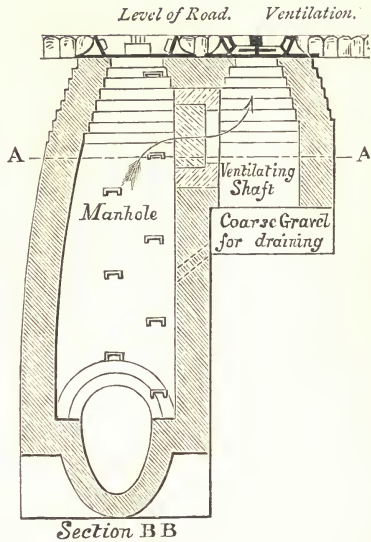 Level of Road. Ventilation.
A A
Ventilating
Shaft
Manhole
Coarse Gravel
for draining
Section BB